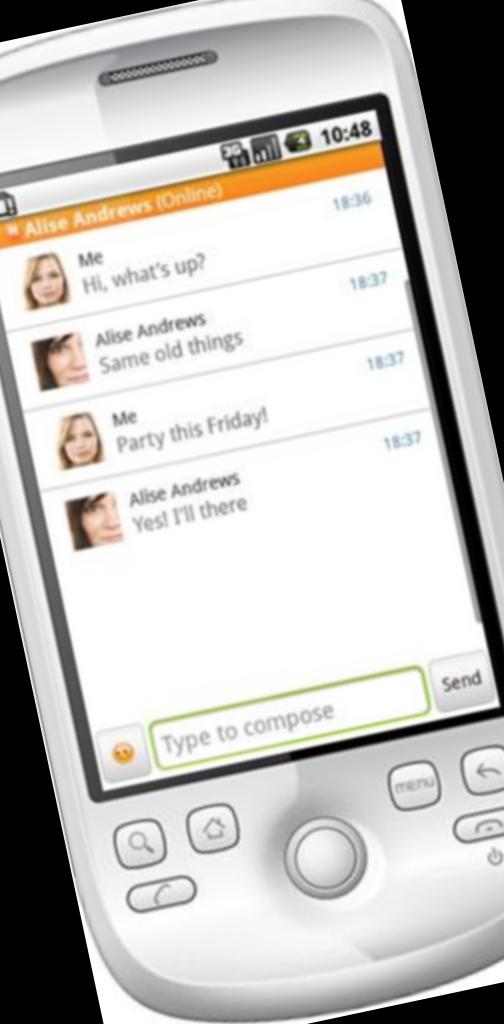 3G 10:48
Alise Andrews (Online)
Me 18:36
Hi, what's up?
Alise Andrews 18:37
Same old things
Me 18:37
Party this Friday!
Alise Andrews 18:37
Yes! I'll there
Type to compose Send
menu